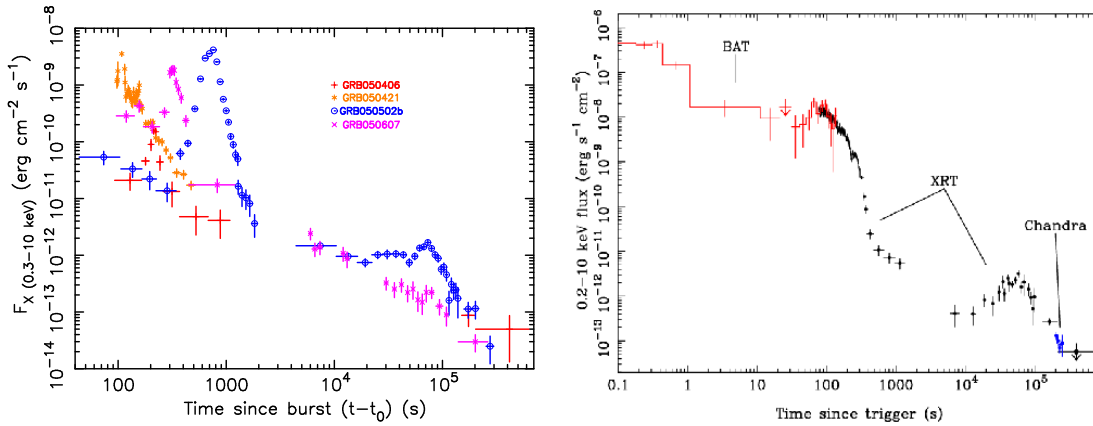 F_X (0.3−10 keV) (erg cm⁻² s⁻¹)
10⁻⁸
10⁻⁹
10⁻¹⁰
10⁻¹¹
10⁻¹²
10⁻¹³
10⁻¹⁴
GRB050406
GRB050421
GRB050502b
GRB050607
100 1000 10⁴ 10⁵
Time since burst (t−t₀) (s)
0.2−10 keV flux (erg s⁻¹ cm⁻²)
10⁻⁶
10⁻⁷
10⁻⁸
10⁻⁹
10⁻¹⁰
10⁻¹¹
10⁻¹²
10⁻¹³
BAT
XRT
Chandra
0.1 1 10 100 1000 10⁴ 10⁵
Time since trigger (s)